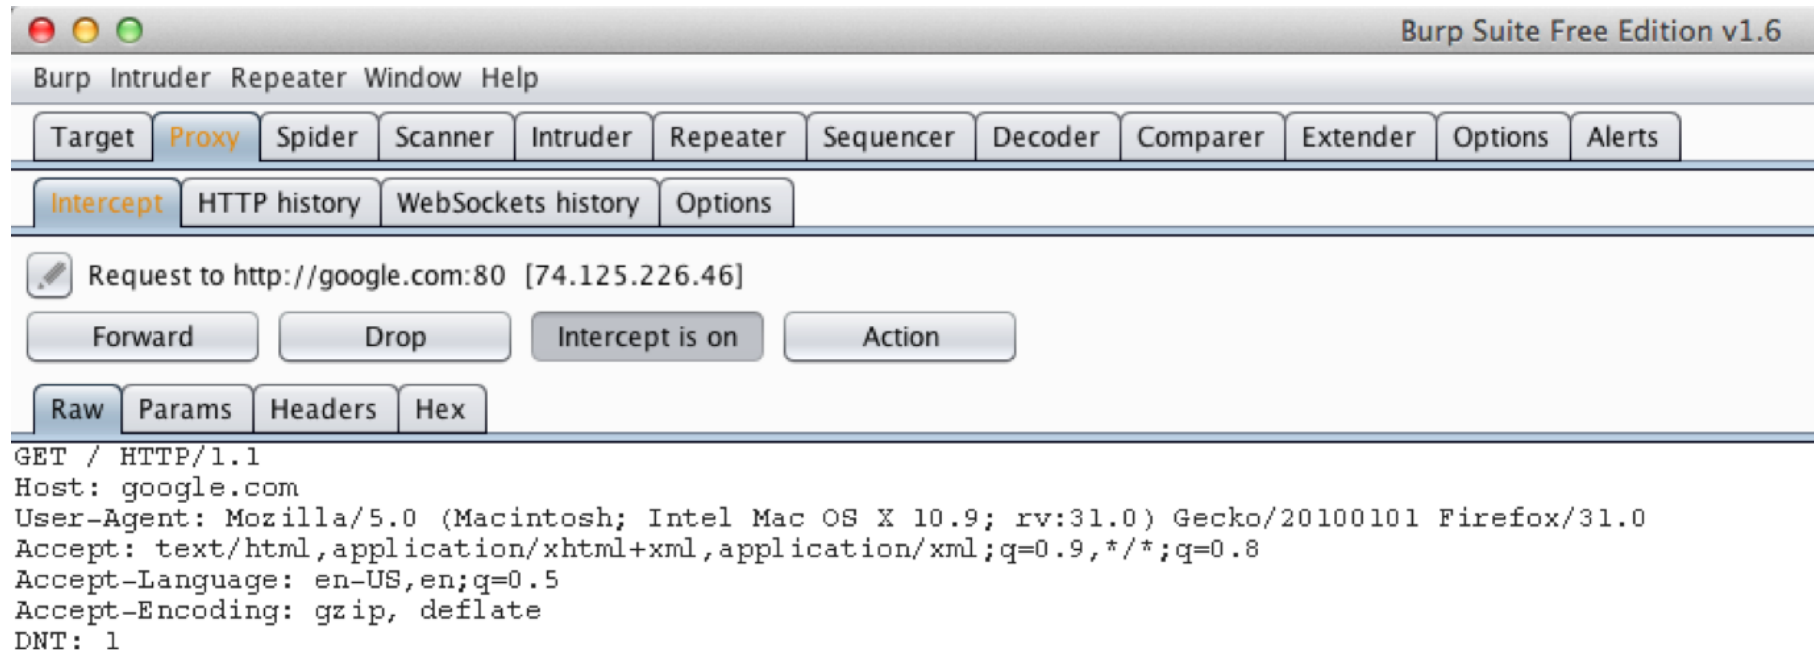 Burp Suite Free Edition v1.6
Burp Intruder Repeater Window Help
Target Proxy Spider Scanner Intruder Repeater Sequencer Decoder Comparer Extender Options Alerts
Intercept HTTP history WebSockets history Options
Request to http://google.com:80 [74.125.226.46]
Forward Drop Intercept is on Action
Raw Params Headers Hex
GET / HTTP/1.1
Host: google.com
User-Agent: Mozilla/5.0 (Macintosh; Intel Mac OS X 10.9; rv:31.0) Gecko/20100101 Firefox/31.0
Accept: text/html,application/xhtml+xml,application/xml;q=0.9,*/*;q=0.8
Accept-Language: en-US,en;q=0.5
Accept-Encoding: gzip, deflate
DNT: 1